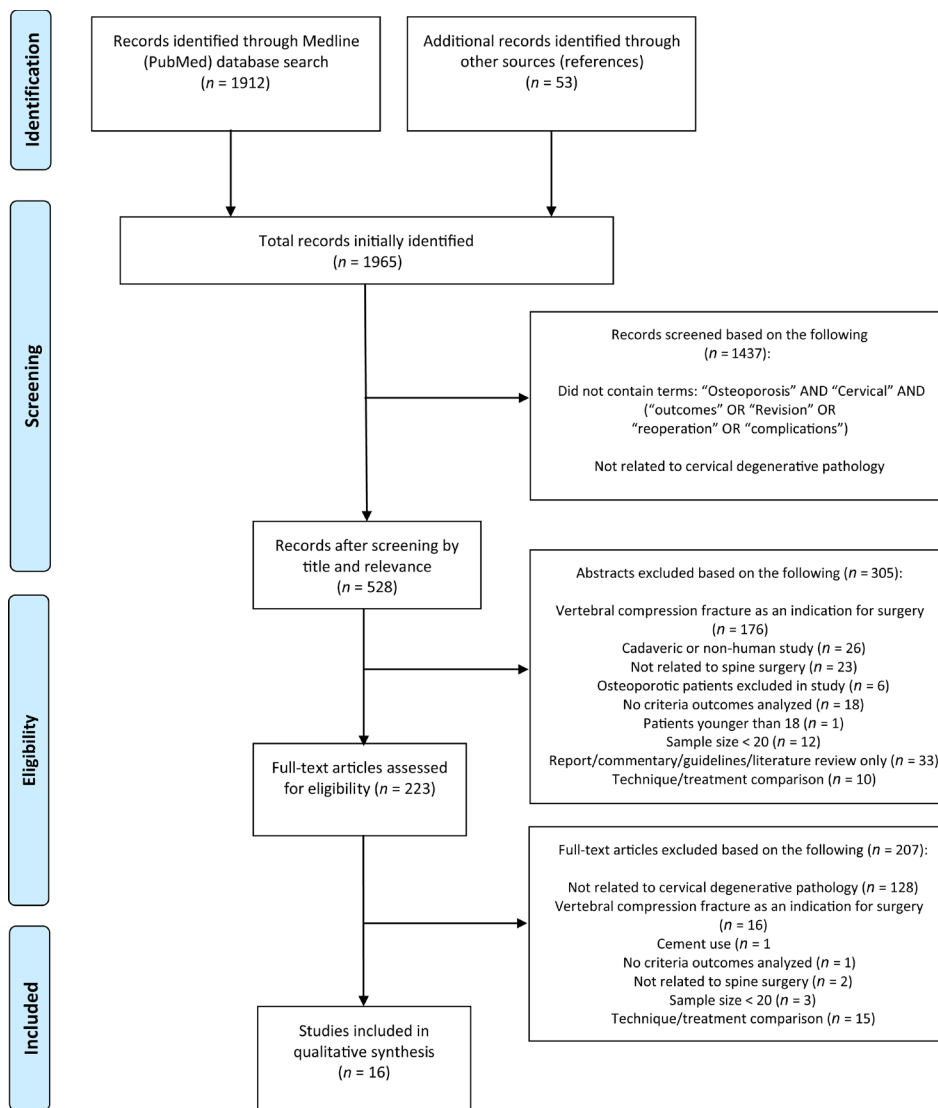 Identification
Records identified through Medline
(PubMed) database search
(n = 1912)
Additional records identified through
other sources (references)
(n = 53)
Screening
Total records initially identified
(n = 1965)
Records screened based on the following
(n = 1437):
Did not contain terms: “Osteoporosis” AND “Cervical” AND
(“outcomes” OR “Revision” OR
“reoperation” OR “complications”)
Not related to cervical degenerative pathology
Records after screening by
title and relevance
(n = 528)
Eligibility
Abstracts excluded based on the following (n = 305):
Vertebral compression fracture as an indication for surgery
(n = 176)
Cadaveric or non-human study (n = 26)
Not related to spine surgery (n = 23)
Osteoporotic patients excluded in study (n = 6)
No criteria outcomes analyzed (n = 18)
Patients younger than 18 (n = 1)
Sample size < 20 (n = 12)
Report/commentary/guidelines/literature review only (n = 33)
Technique/treatment comparison (n = 10)
Full-text articles assessed
for eligibility (n = 223)
Full-text articles excluded based on the following (n = 207):
Not related to cervical degenerative pathology (n = 128)
Vertebral compression fracture as an indication for surgery
(n = 16)
Cement use (n = 1
No criteria outcomes analyzed (n = 1)
Not related to spine surgery (n = 2)
Sample size < 20 (n = 3)
Technique/treatment comparison (n = 15)
Included
Studies included in
qualitative synthesis
(n = 16)